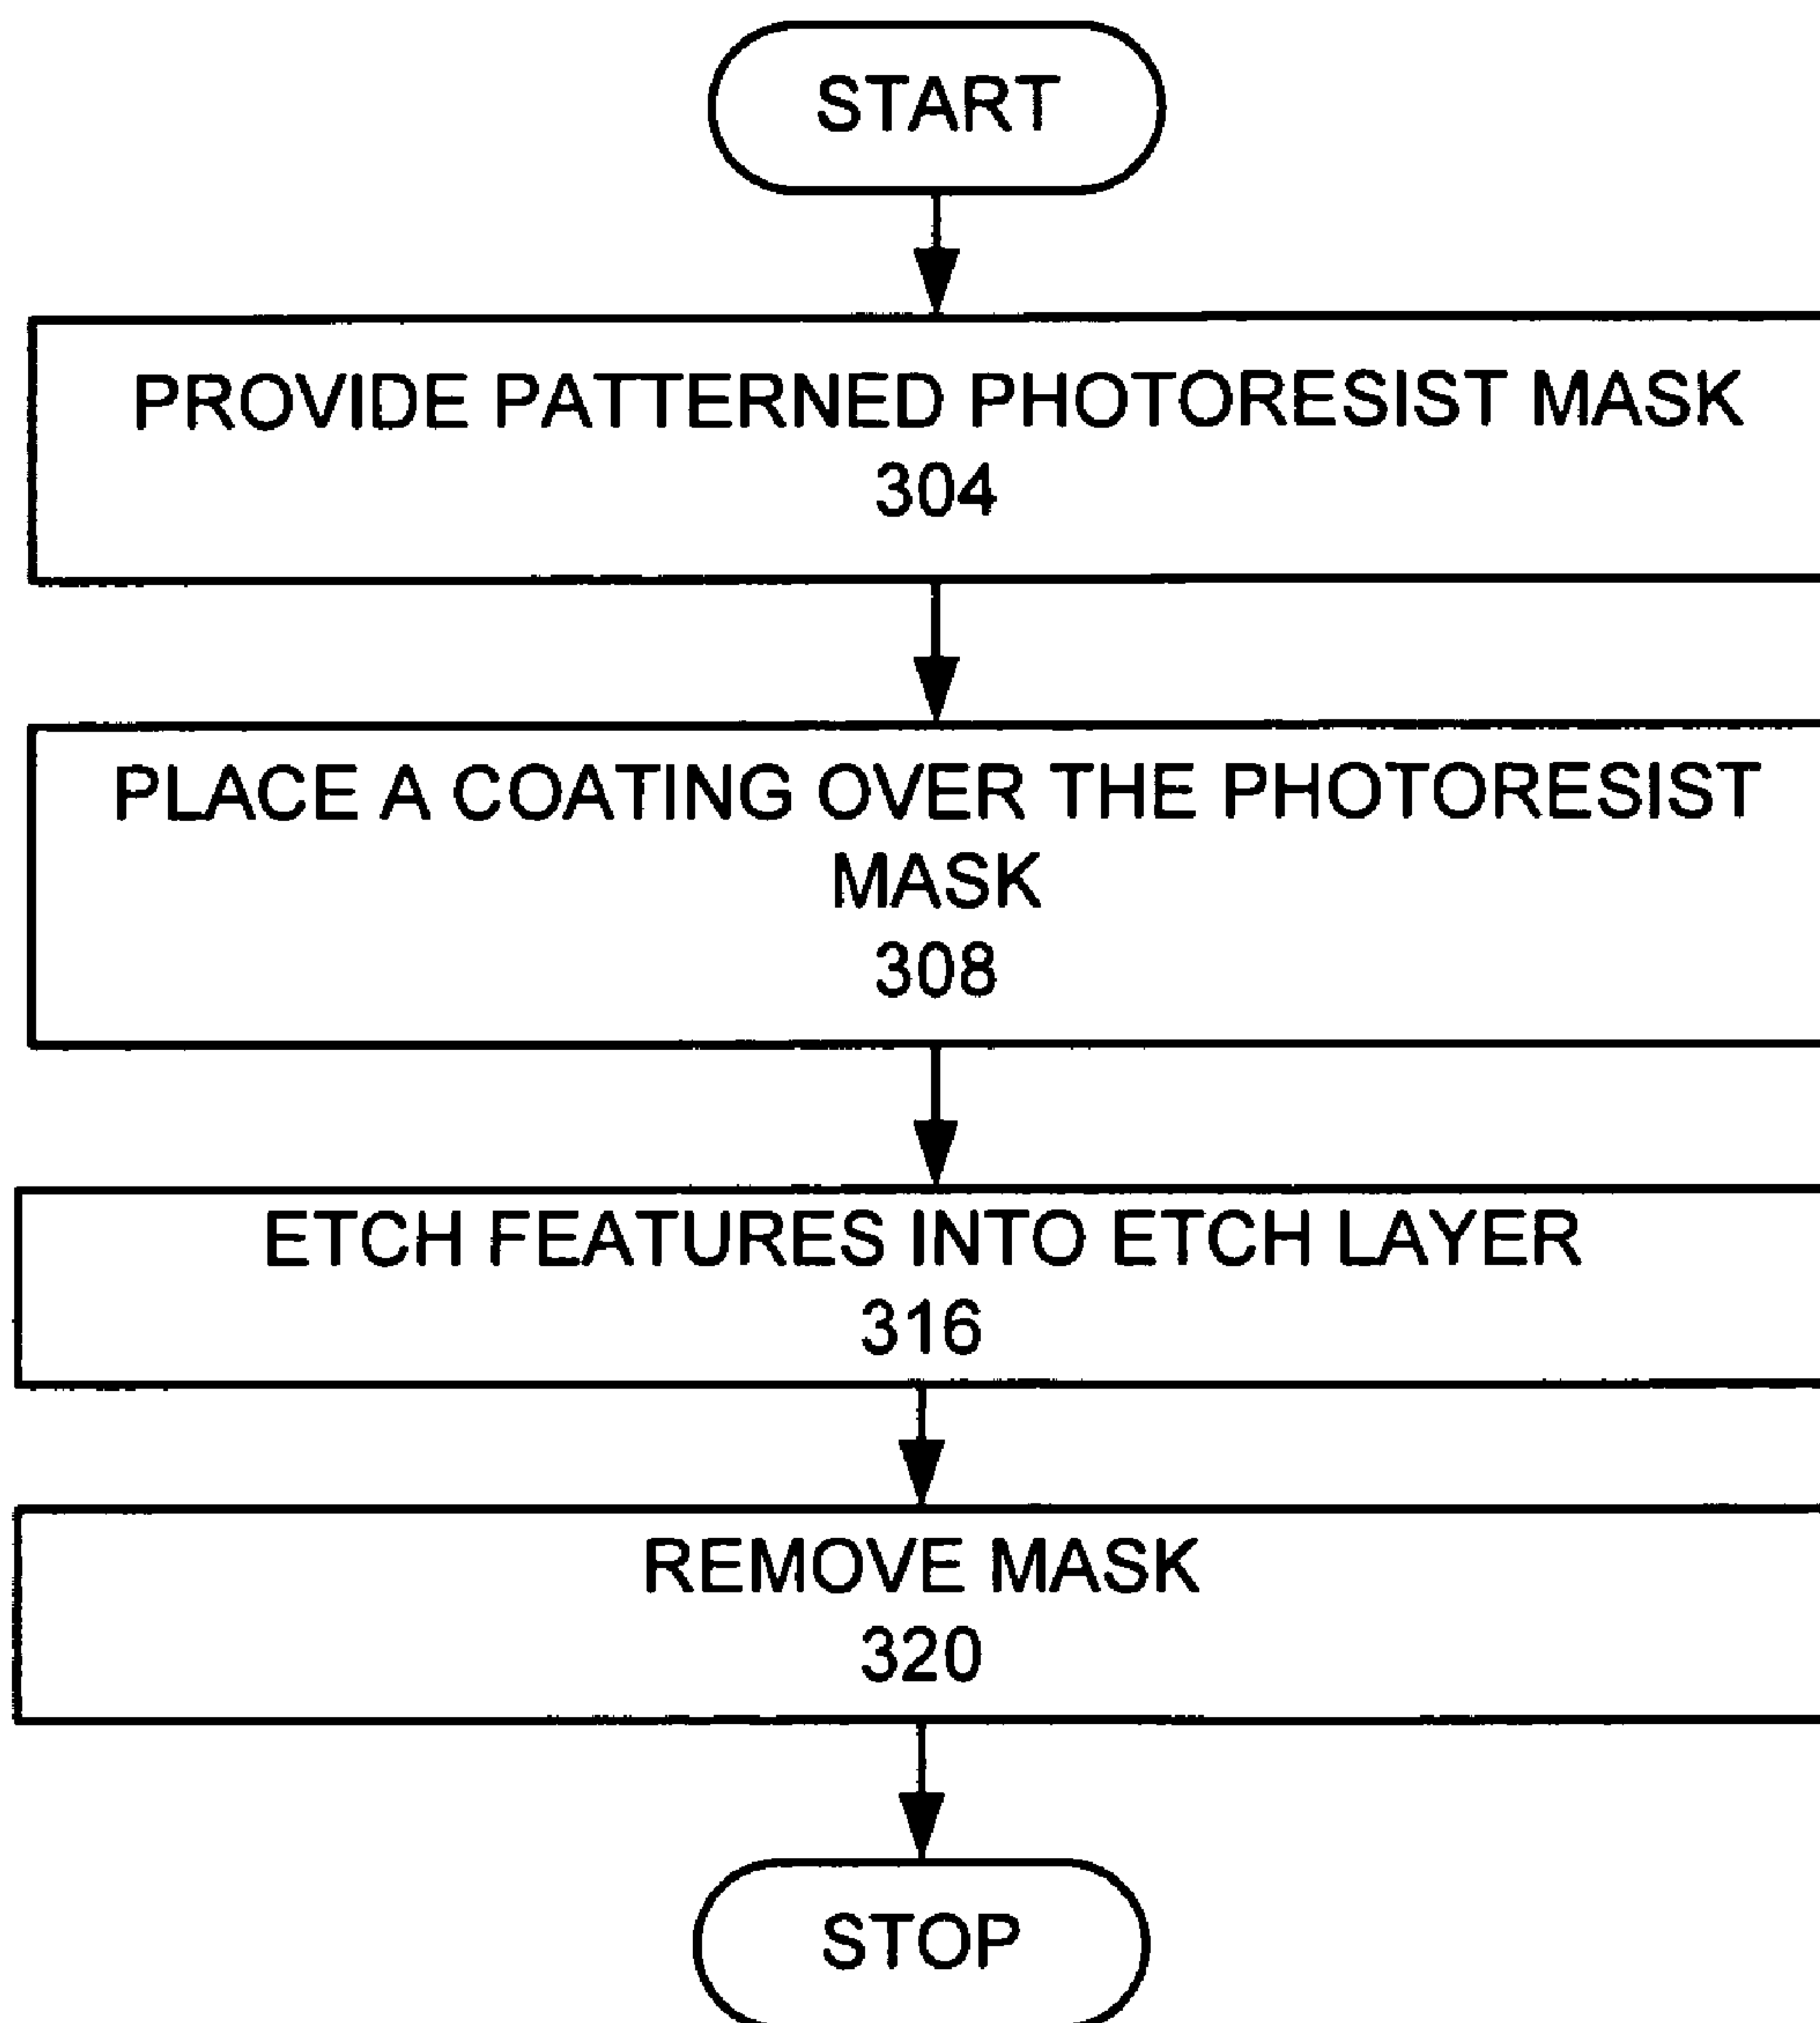 START
PROVIDE PATTERNED PHOTORESIST MASK
304
PLACE A COATING OVER THE PHOTORESIST
MASK
308
ETCH FEATURES INTO ETCH LAYER
316
REMOVE MASK
320
STOP